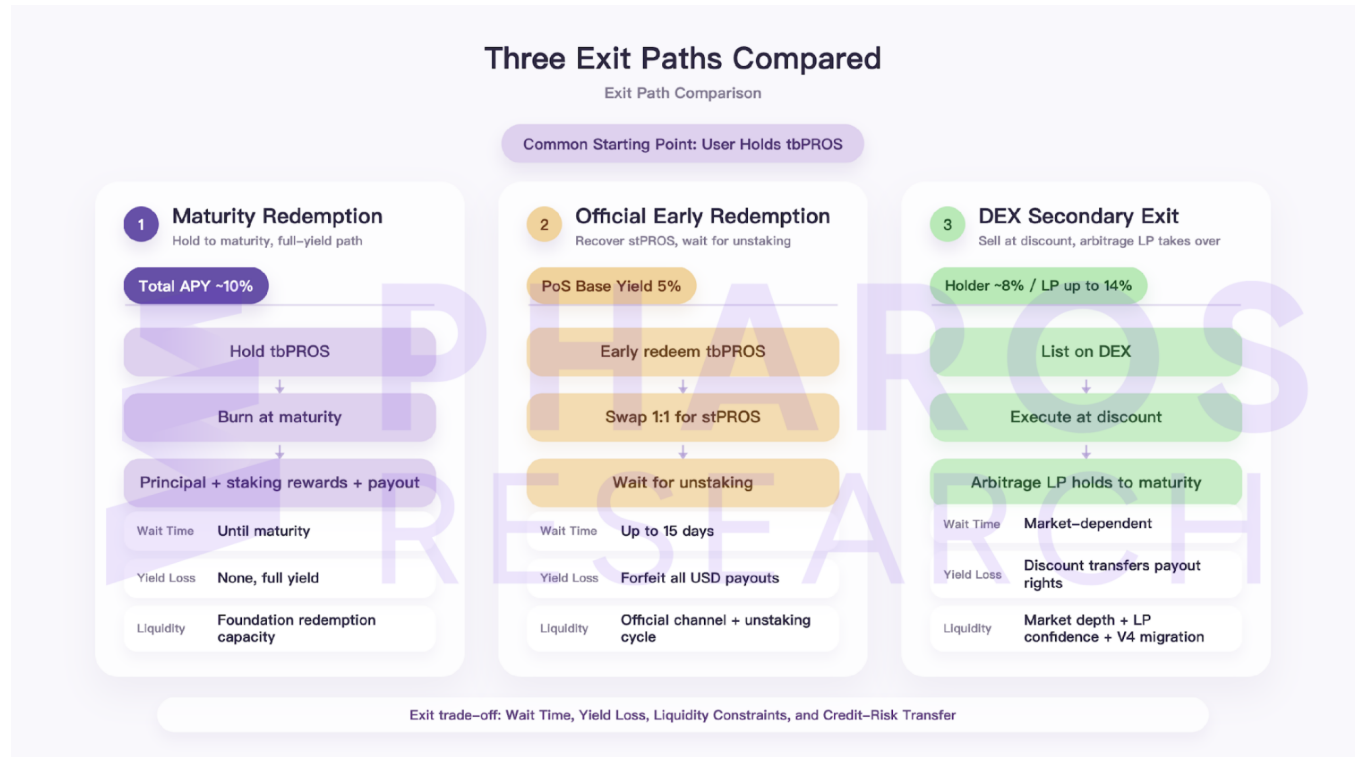 Three Exit Paths Compared
Exit Path Comparison
Common Starting Point: User Holds tbPROS
1
Maturity Redemption
Hold to maturity, full-yield path
Total APY ~10%
Hold tbPROS
Burn at maturity
Principal + staking rewards + payout
Wait Time
Until maturity
Yield Loss
None, full yield
Liquidity
Foundation redemption
capacity
2
Official Early Redemption
Recover stPROS, wait for unstaking
PoS Base Yield 5%
Early redeem tbPROS
Swap 1:1 for stPROS
Wait for unstaking
Wait Time
Up to 15 days
Yield Loss
Forfeit all USD payouts
Liquidity
Official channel + unstaking
cycle
3
DEX Secondary Exit
Sell at discount, arbitrage LP takes over
Holder ~8% / LP up to 14%
List on DEX
Execute at discount
Arbitrage LP holds to maturity
Wait Time
Market-dependent
Yield Loss
Discount transfers payout
rights
Liquidity
Market depth + LP
confidence + V4 migration
Exit trade-off: Wait Time, Yield Loss, Liquidity Constraints, and Credit-Risk Transfer
PHAROS
RESEARCH